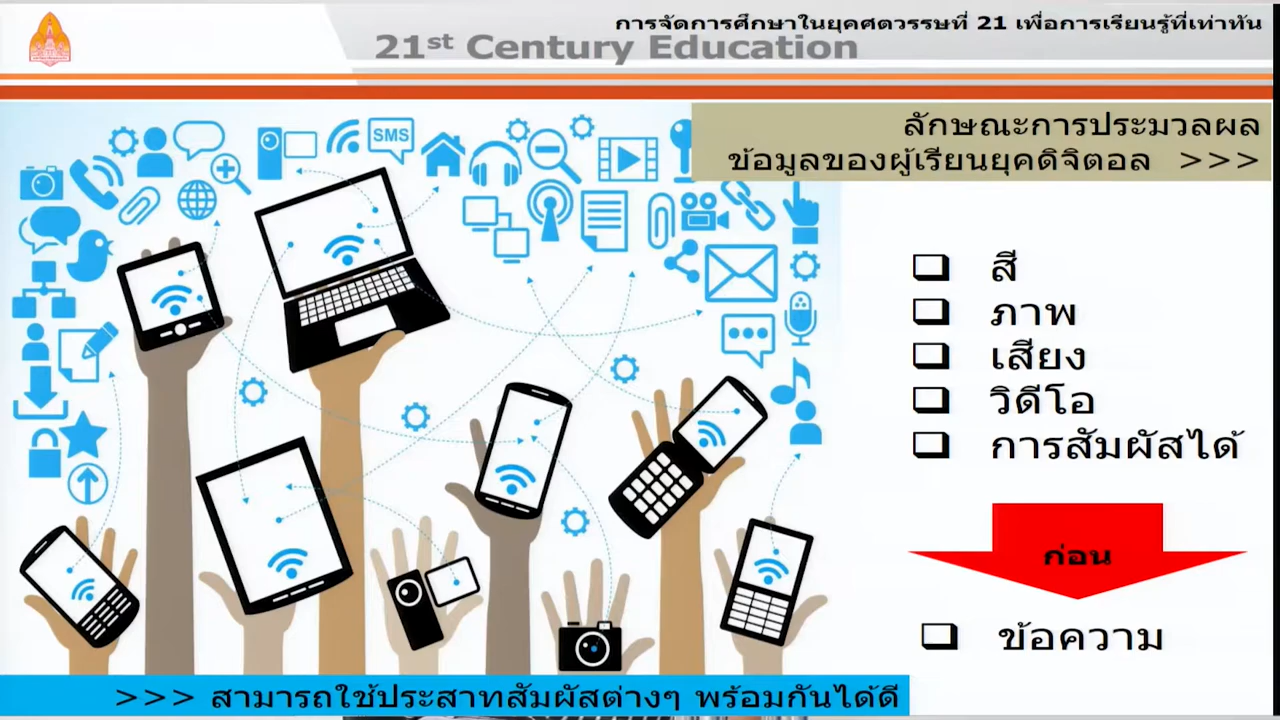 การจัดการศึกษาในยุคศตวรรษที่ 21 เพื่อการเรียนรู้ที่เท่าทัน
21st Century Education
ลักษณะการประมวลผล
ข้อมูลของผู้เรียนยุคดิจิตอล >>>
SMS
สี
ภาพ
เสียง
วิดีโอ
การสัมผัสได้
ก่อน
ข้อความ
>>> สามารถใช้ประสาทสัมผัสต่างๆ พร้อมกันได้ดี